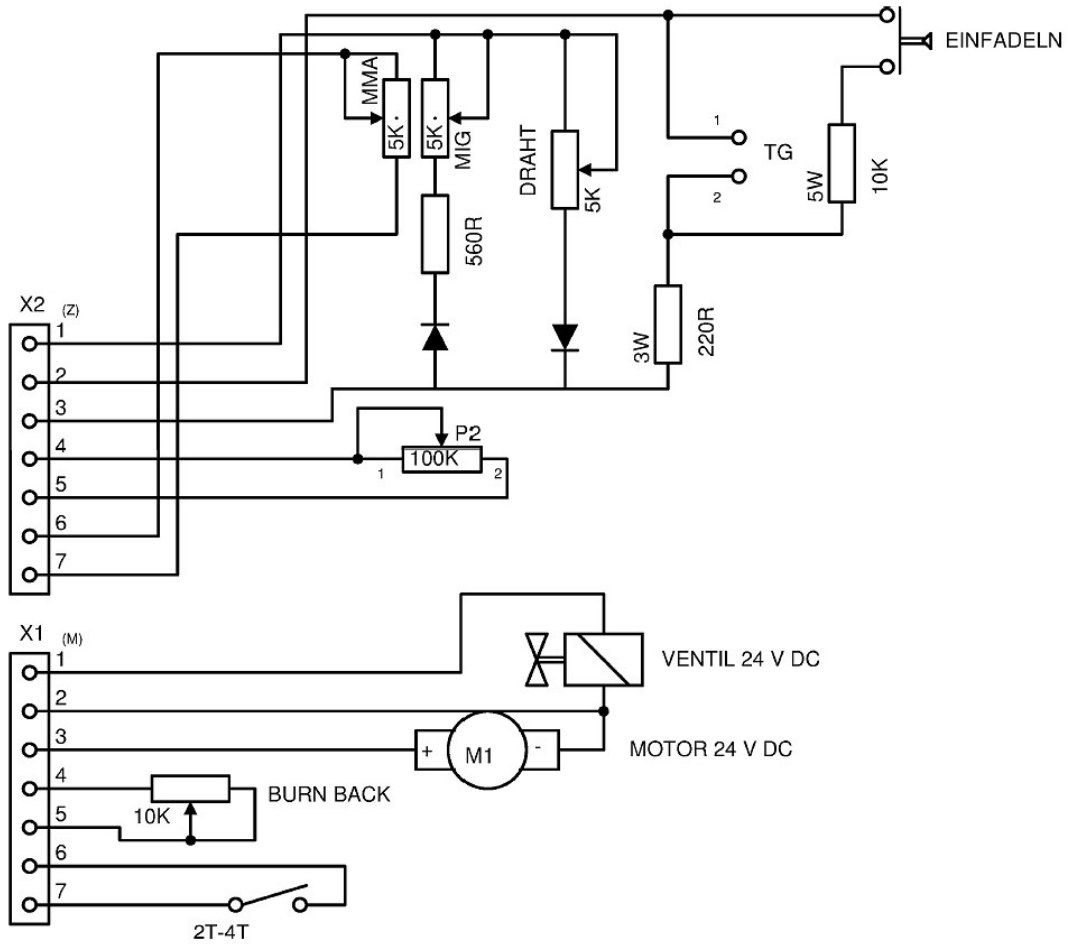 EINFADELN
MMA
5K
5K
MIG
DRAHT
5K
1
TG
2
5W
10K
560R
3W
220R
X2 (Z)
1
2
3
4
5
6
7
P2
100K
1
2
X1 (M)
1
2
3
4
5
6
7
VENTIL 24 V DC
+ M1 -
MOTOR 24 V DC
10K
BURN BACK
2T-4T